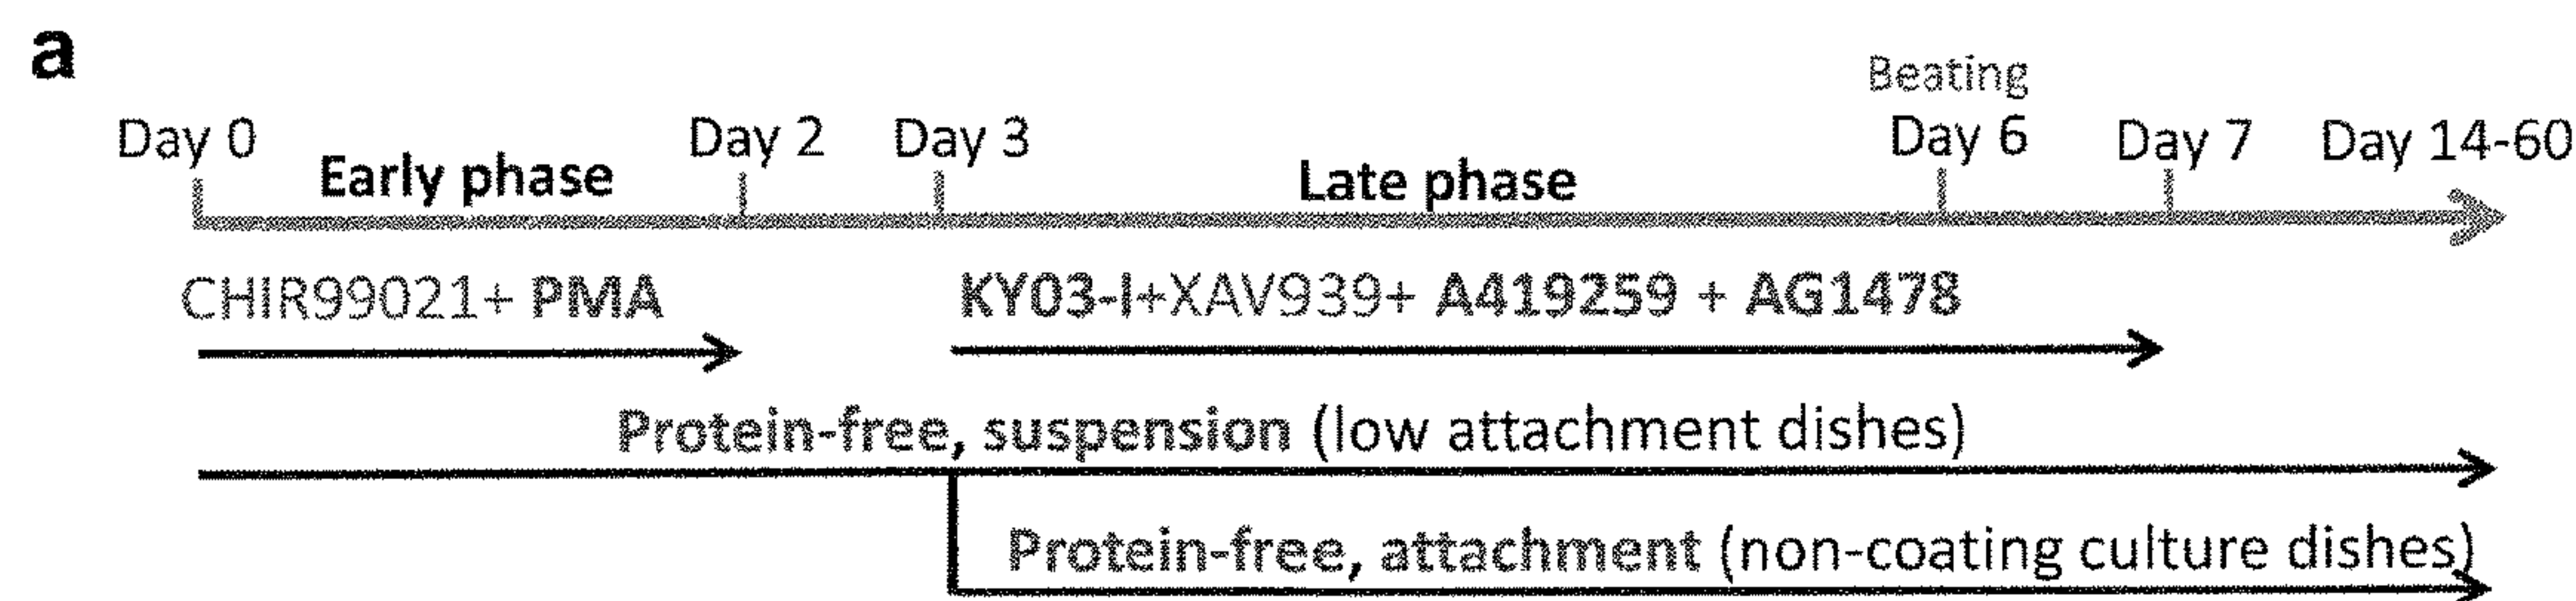 a
Beating
Day 0 Day 2 Day 3 Day 6 Day 7 Day 14-60
Early phase Late phase
CHIR99021+ PMA KY03-I+XAV939+ A419259 + AG1478
Protein-free, suspension (low attachment dishes)
Protein-free, attachment (non-coating culture dishes)